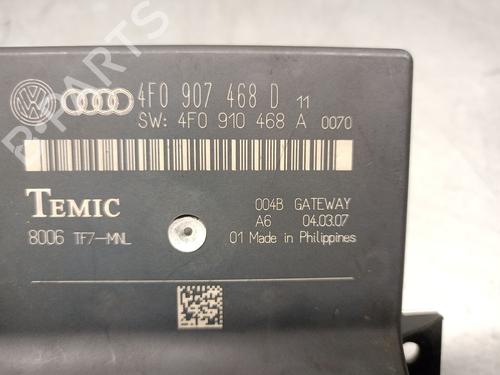 4F0 907 468 D 11
SW: 4F0 910 468 A 0070
TEMIC
004B GATEWAY
8006 TF7-MNL
A6 04.03.07
01 Made in Philippines
B-PARTS